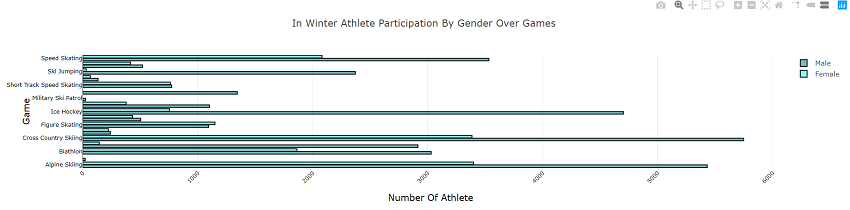 In Winter Athlete Participation By Gender Over Games
Male
Female
Game
Speed Skating
Ski Jumping
Short Track Speed Skating
Military Ski Patrol
Ice Hockey
Figure Skating
Cross Country Skiing
Biathlon
Alpine Skiing
0
1000
2000
3000
4000
5000
6000
Number Of Athlete